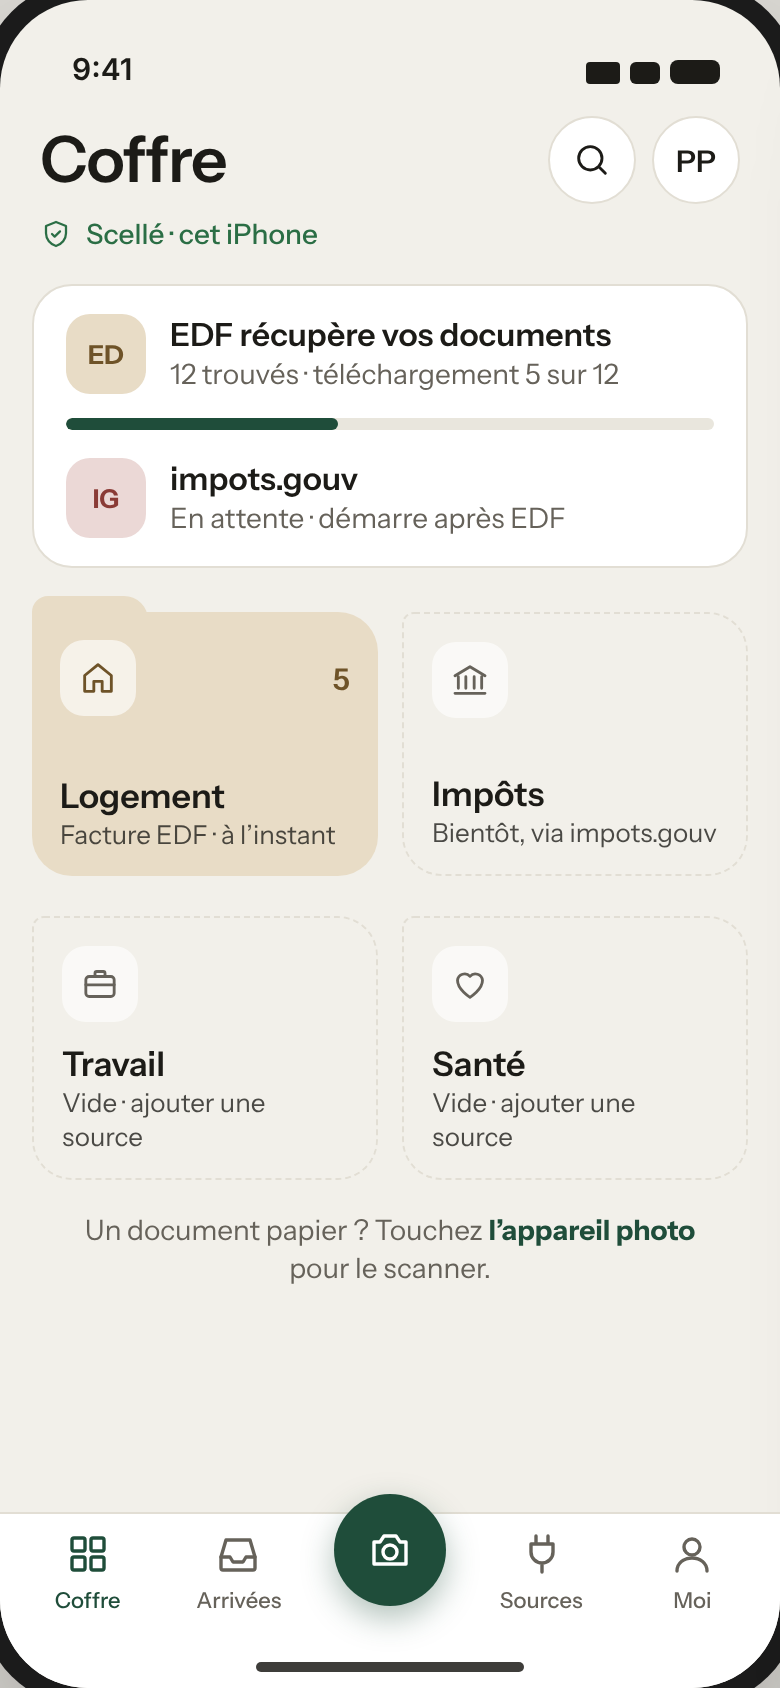 9:41
Coffre
PP
Scellé · cet iPhone
ED
EDF récupère vos documents
12 trouvés · téléchargement 5 sur 12
IG
impots.gouv
En attente · démarre après EDF
5
Logement
Facture EDF · à l’instant
Impôts
Bientôt, via impots.gouv
Travail
Vide · ajouter une
source
Santé
Vide · ajouter une
source
Un document papier ? Touchez l’appareil photo
pour le scanner.
Coffre
Arrivées
Sources
Moi